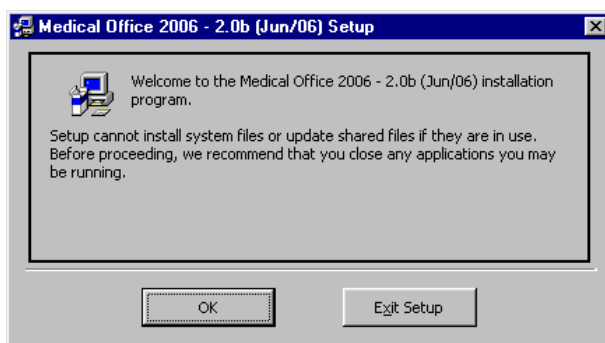 Medical Office 2006 - 2.0b (Jun/06) Setup
Welcome to the Medical Office 2006 - 2.0b (Jun/06) installation
program.
Setup cannot install system files or update shared files if they are in use.
Before proceeding, we recommend that you close any applications you may
be running.
OK
Exit Setup